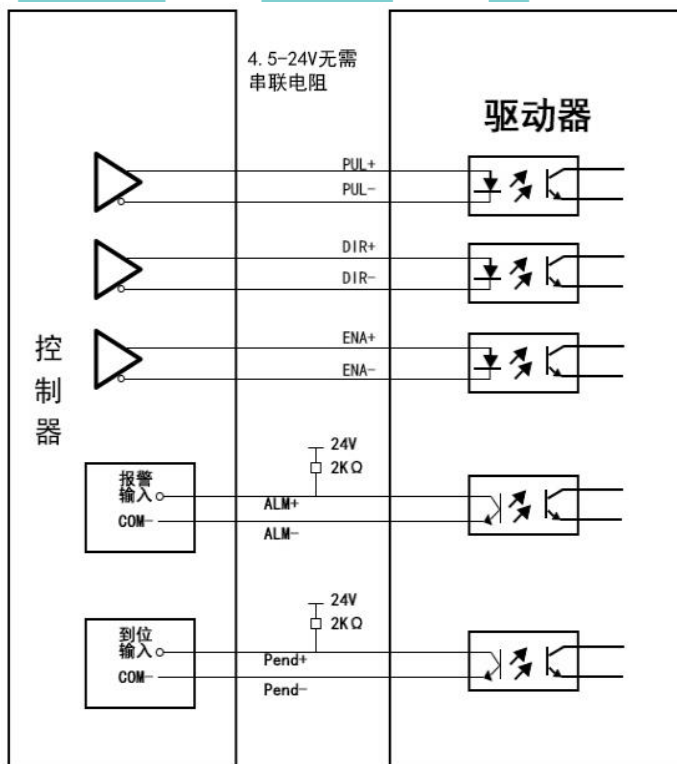 4.5-24V无需
串联电阻
驱动器
PUL+
PUL-
DIR+
DIR-
控制器
ENA+
ENA-
24V
2KΩ
报警
输入
ALM+
COM-
ALM-
24V
2KΩ
到位
输入
Pend+
COM-
Pend-